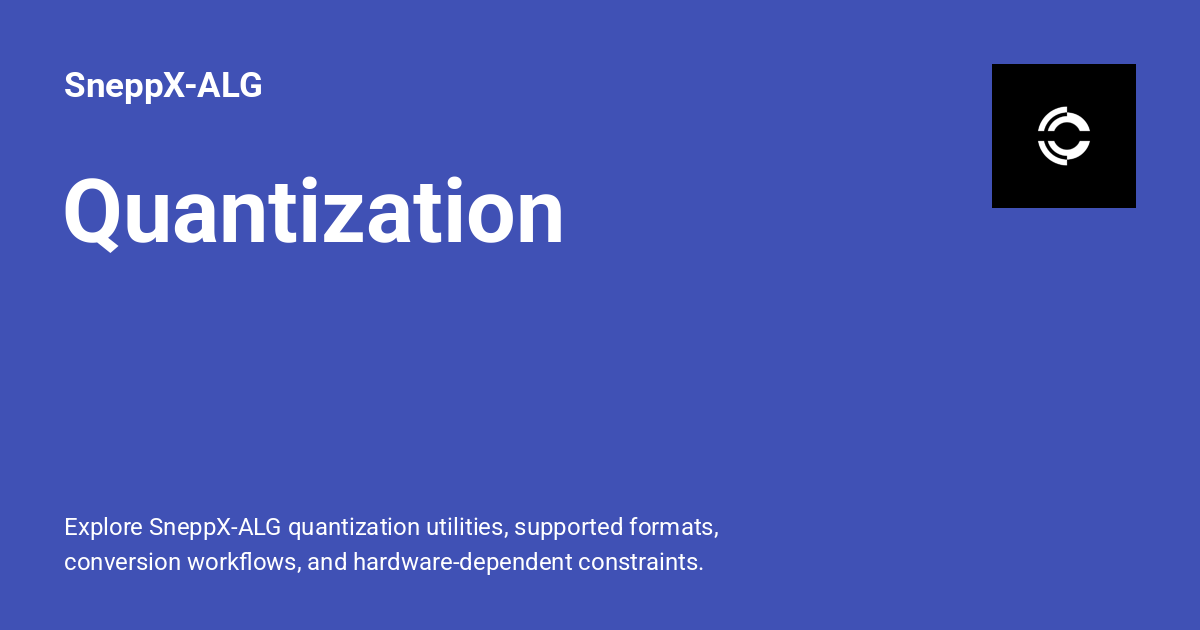 SneppX-ALG
Quantization
Explore SneppX-ALG quantization utilities, supported formats,
conversion workflows, and hardware-dependent constraints.